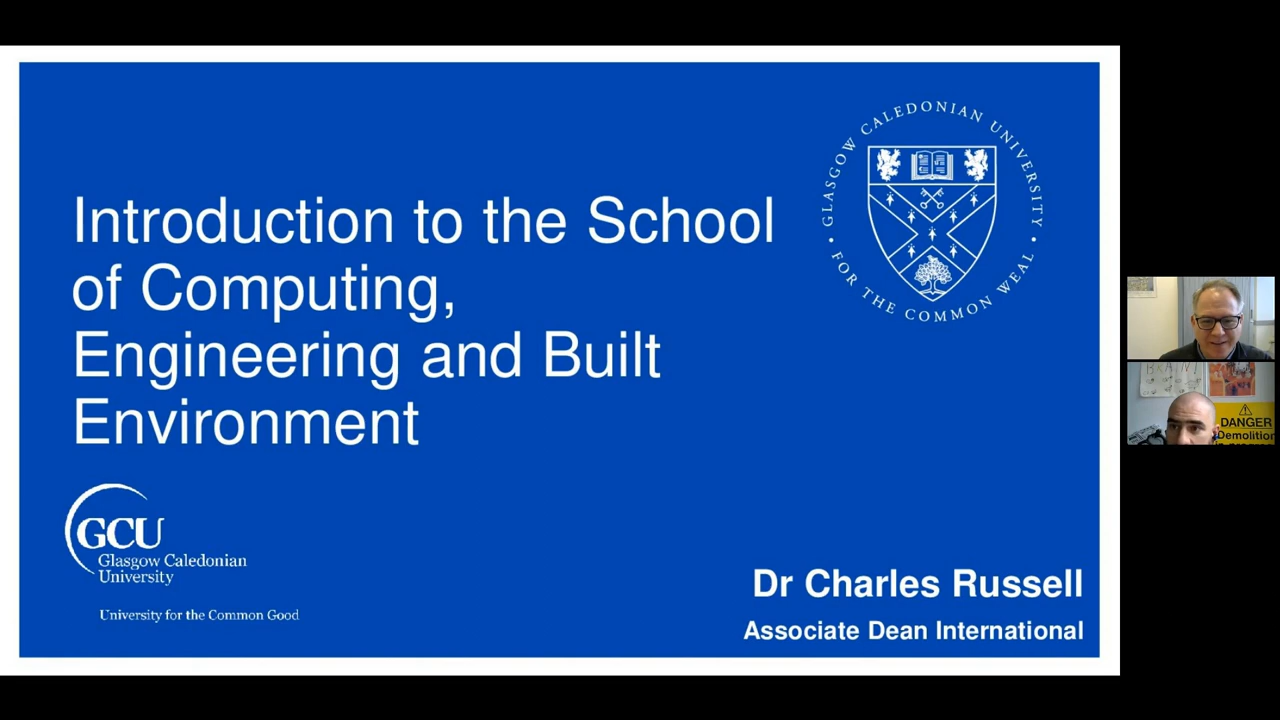 Introduction to the School
of Computing,
Engineering and Built
Environment
GLASGOW CALEDONIAN UNIVERSITY
• FOR THE COMMON WEAL •
GCU
Glasgow Caledonian
University
University for the Common Good
Dr Charles Russell
Associate Dean International
BRAIN
DANGER
Demolition